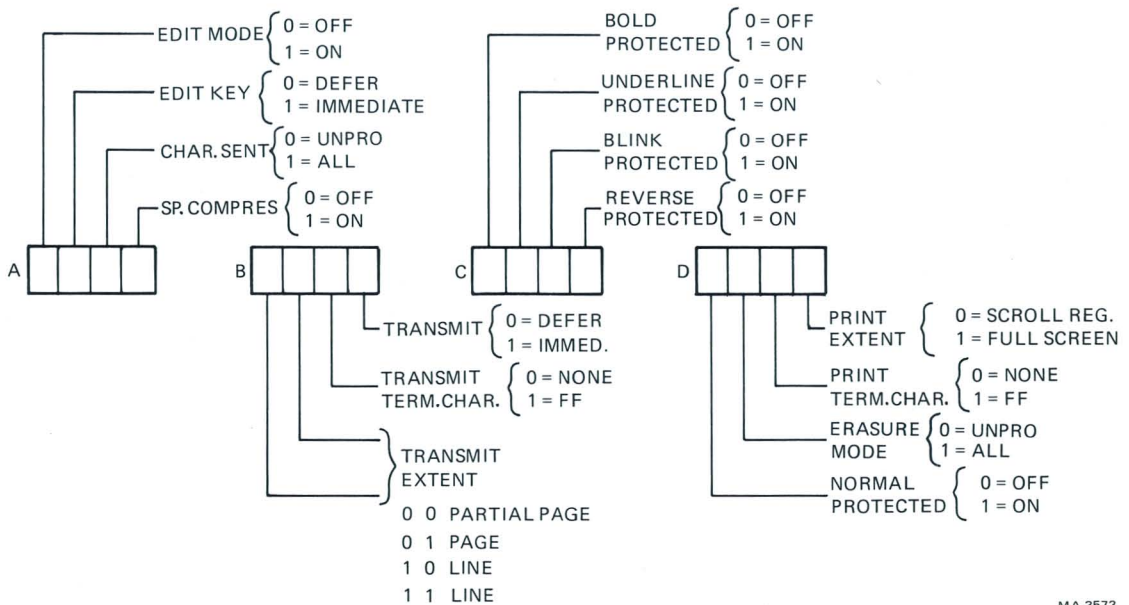 EDIT MODE 0 = OFF
1 = ON
EDIT KEY 0 = DEFER
1 = IMMEDIATE
CHAR. SENT 0 = UNPRO
1 = ALL
SP. COMPRES 0 = OFF
1 = ON
A
B
TRANSMIT 0 = DEFER
1 = IMMED.
TRANSMIT 0 = NONE
TERM.CHAR. 1 = FF
TRANSMIT
EXTENT
0 0 PARTIAL PAGE
0 1 PAGE
1 0 LINE
1 1 LINE
BOLD 0 = OFF
PROTECTED 1 = ON
UNDERLINE 0 = OFF
PROTECTED 1 = ON
BLINK 0 = OFF
PROTECTED 1 = ON
REVERSE 0 = OFF
PROTECTED 1 = ON
C
D
PRINT 0 = SCROLL REG.
EXTENT 1 = FULL SCREEN
PRINT 0 = NONE
TERM.CHAR. 1 = FF
ERASURE 0 = UNPRO
MODE 1 = ALL
NORMAL 0 = OFF
PROTECTED 1 = ON